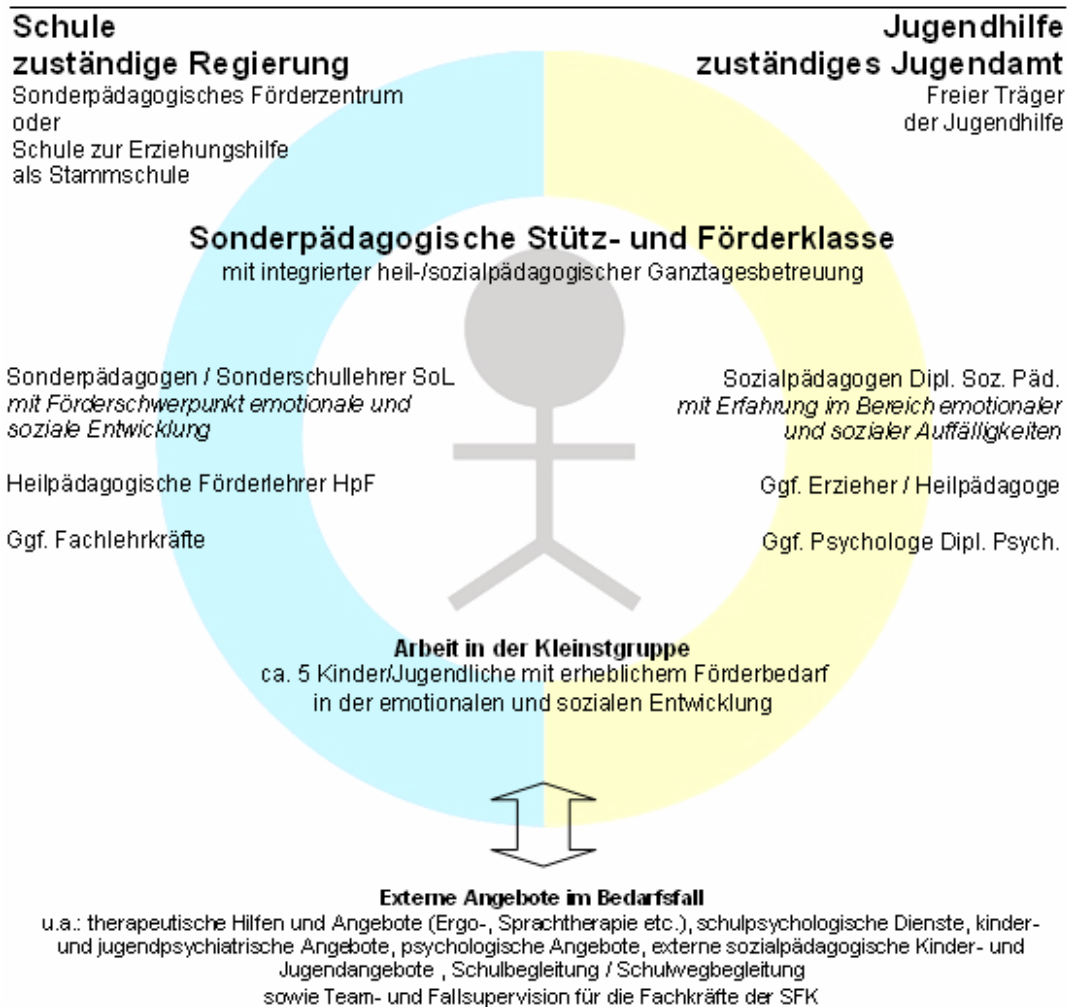 Schule
zuständige Regierung
Sonderpädagogisches Förderzentrum
oder
Schule zur Erziehungshilfe
als Stammschule
Jugendhilfe
zuständiges Jugendamt
Freier Träger
der Jugendhilfe
Sonderpädagogische Stütz- und Förderklasse
mit integrierter heil-/sozialpädagogischer Ganztagesbetreuung
Sonderpädagogen / Sonderschullehrer SoL
mit Förderschwerpunkt emotionale und
soziale Entwicklung
Heilpädagogische Förderlehrer HpF
Ggf. Fachlehrkräfte
Sozialpädagogen Dipl. Soz. Päd.
mit Erfahrung im Bereich emotionaler
und sozialer Auffälligkeiten
Ggf. Erzieher / Heilpädagoge
Ggf. Psychologe Dipl. Psych.
Arbeit in der Kleinstgruppe
ca. 5 Kinder/Jugendliche mit erheblichem Förderbedarf
in der emotionalen und sozialen Entwicklung
Externe Angebote im Bedarfsfall
u.a.: therapeutische Hilfen und Angebote (Ergo-, Sprachtherapie etc.), schulpsychologische Dienste, kinder-
und jugendpsychiatrische Angebote, psychologische Angebote, externe sozialpädagogische Kinder- und
Jugendangebote , Schulbegleitung / Schulwegbegleitung
sowie Team- und Fallsupervision für die Fachkräfte der SFK